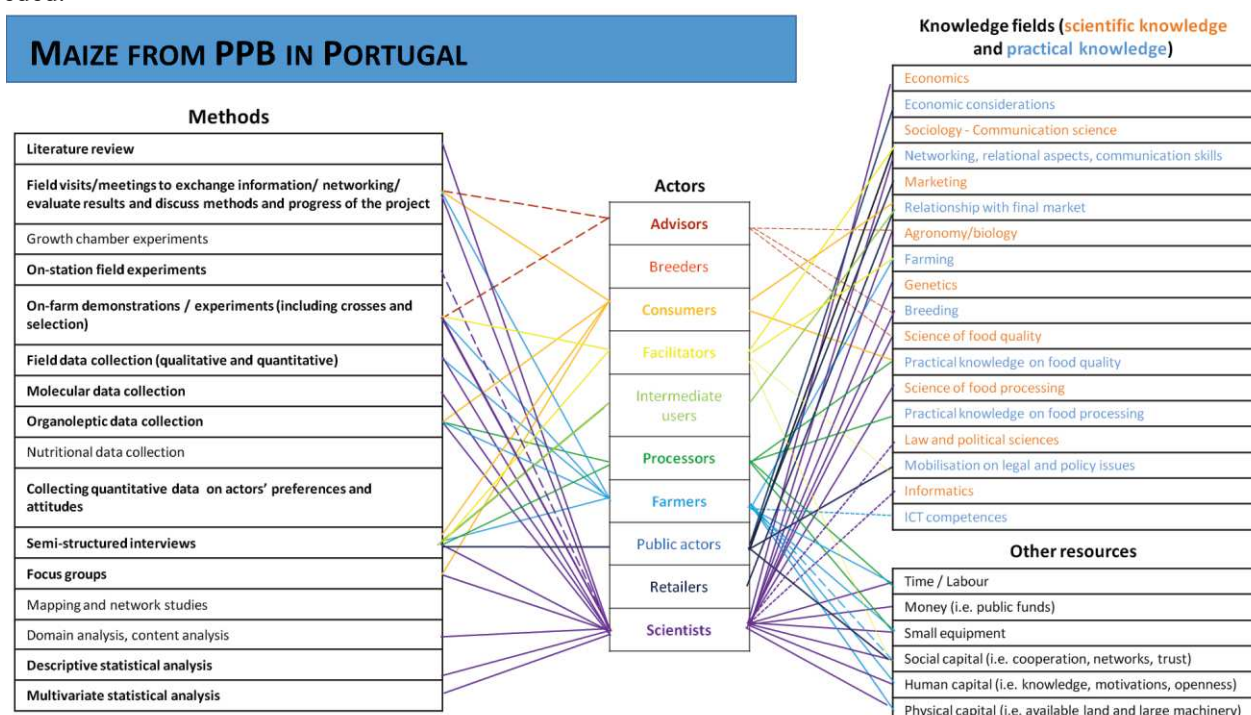 MAIZE FROM PPB IN PORTUGAL
Methods
Literature review
Field visits/meetings to exchange information/ networking/
evaluate results and discuss methods and progress of the project
Growth chamber experiments
On-station field experiments
On-farm demonstrations / experiments (including crosses and
selection)
Field data collection (qualitative and quantitative)
Molecular data collection
Organoleptic data collection
Nutritional data collection
Collecting quantitative data on actors' preferences and
attitudes
Semi-structured interviews
Focus groups
Mapping and network studies
Domain analysis, content analysis
Descriptive statistical analysis
Multivariate statistical analysis
Actors
Advisors
Breeders
Consumers
Facilitators
Intermediate
users
Processors
Farmers
Public actors
Retailers
Scientists
Knowledge fields (scientific knowledge
and practical knowledge)
Economics
Economic considerations
Sociology - Communication science
Networking, relational aspects, communication skills
Marketing
Relationship with final market
Agronomy/biology
Farming
Genetics
Breeding
Science of food quality
Practical knowledge on food quality
Science of food processing
Practical knowledge on food processing
Law and political sciences
Mobilisation on legal and policy issues
Informatics
ICT competences
Other resources
Time / Labour
Money (i.e. public funds)
Small equipment
Social capital (i.e. cooperation, networks, trust)
Human capital (i.e. knowledge, motivations, openness)
Physical capital (i.e. available land and large machinery)